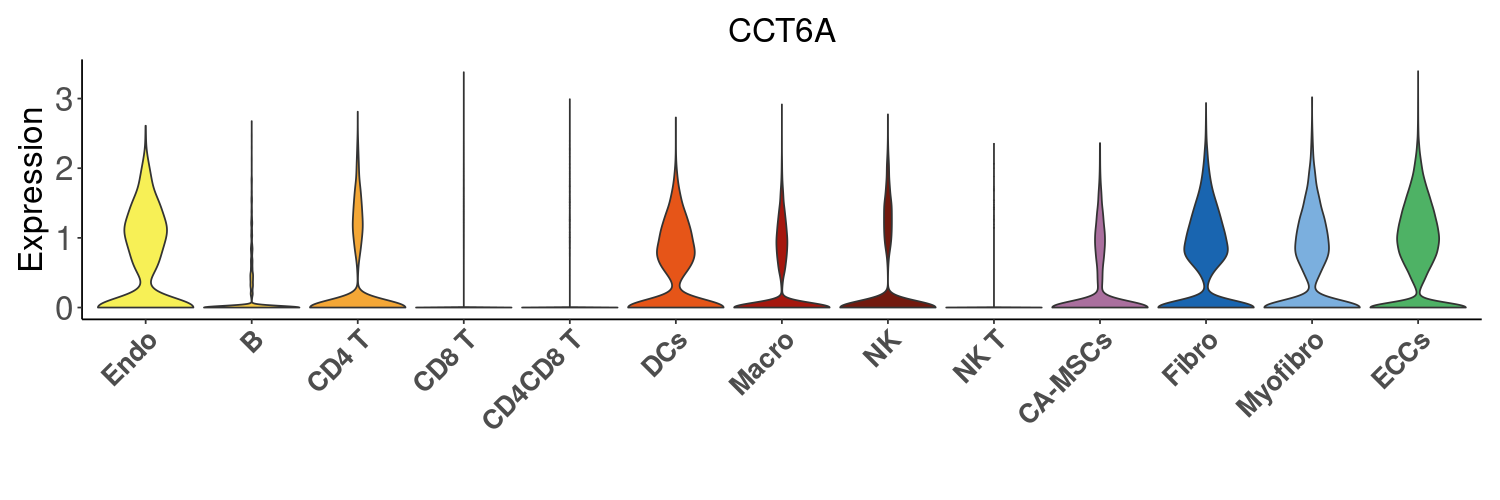 CCT6A
Expression
3
2
1
0
Endo
B
CD4 T
CD8 T
CD4CD8 T
DCs
Macro
NK
NK T
CA-MSCs
Fibro
Myofibro
ECCs